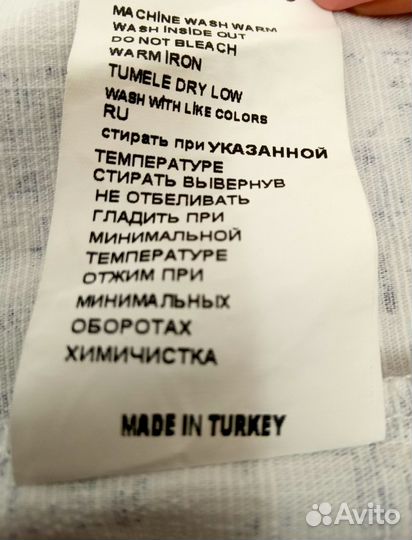 MACHINE WASH WARM
WASH INSIDE OUT
DO NOT BLEACH
WARM IRON
TUMELE DRY LOW
WASH WITH LIKE COLORS
RU
стирать при УКАЗАННОЙ
ТЕМПЕРАТУРЕ
СТИРАТЬ ВЫВЕРНУВ
НЕ ОТБЕЛИВАТЬ
ГЛАДИТЬ ПРИ
МИНИМАЛЬНОЙ
ТЕМПЕРАТУРЕ
ОТЖИМ ПРИ
МИНИМАЛЬНЫХ
ОБОРОТАХ
ХИМИЧИСТКА
MADE IN TURKEY
Avito